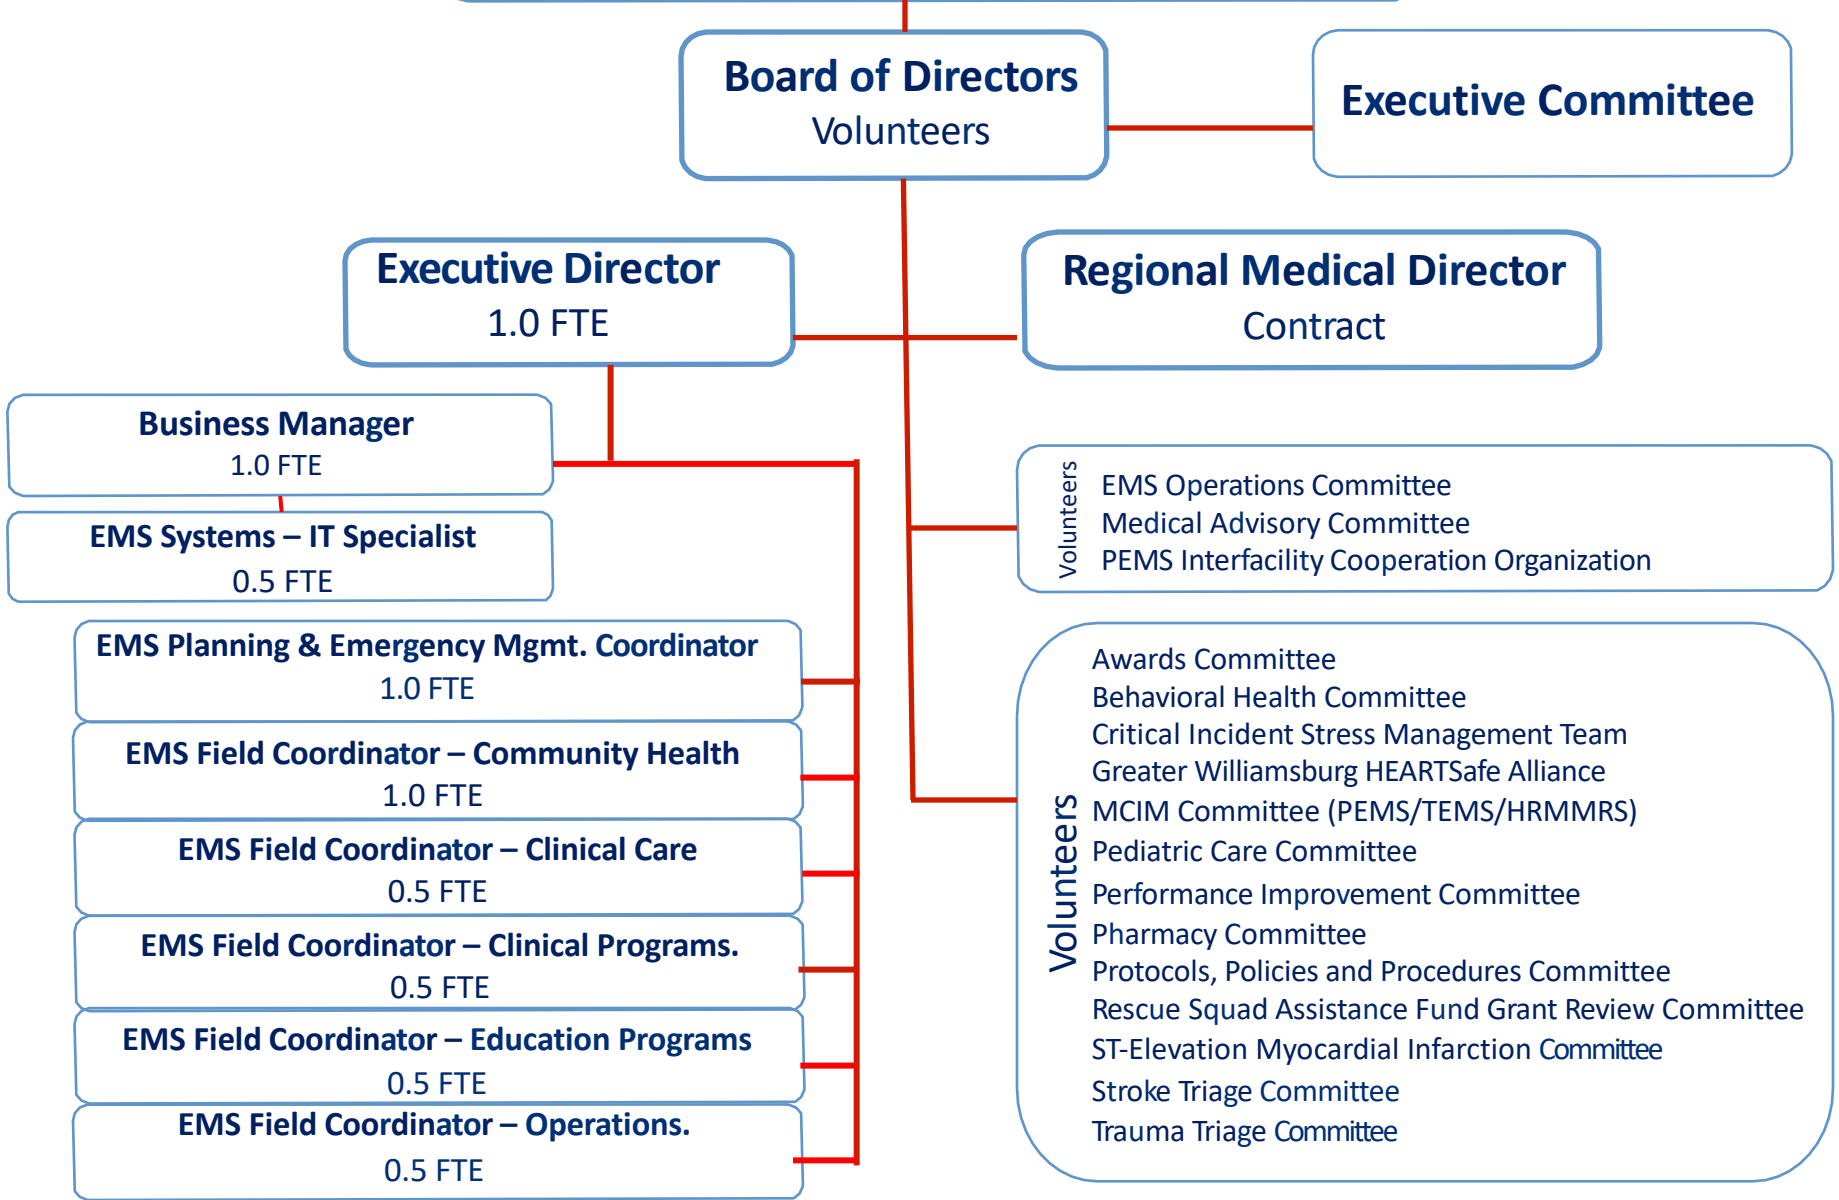 Board of Directors
Volunteers
Executive Committee
Executive Director
1.0 FTE
Regional Medical Director
Contract
Business Manager
1.0 FTE
EMS Systems – IT Specialist
0.5 FTE
EMS Planning & Emergency Mgmt. Coordinator
1.0 FTE
EMS Field Coordinator – Community Health
1.0 FTE
EMS Field Coordinator – Clinical Care
0.5 FTE
EMS Field Coordinator – Clinical Programs.
0.5 FTE
EMS Field Coordinator – Education Programs
0.5 FTE
EMS Field Coordinator – Operations.
0.5 FTE
Volunteers
EMS Operations Committee
Medical Advisory Committee
PEMS Interfacility Cooperation Organization
Volunteers
Awards Committee
Behavioral Health Committee
Critical Incident Stress Management Team
Greater Williamsburg HEARTSafe Alliance
MCIM Committee (PEMS/TEMS/HRMMRS)
Pediatric Care Committee
Performance Improvement Committee
Pharmacy Committee
Protocols, Policies and Procedures Committee
Rescue Squad Assistance Fund Grant Review Committee
ST-Elevation Myocardial Infarction Committee
Stroke Triage Committee
Trauma Triage Committee